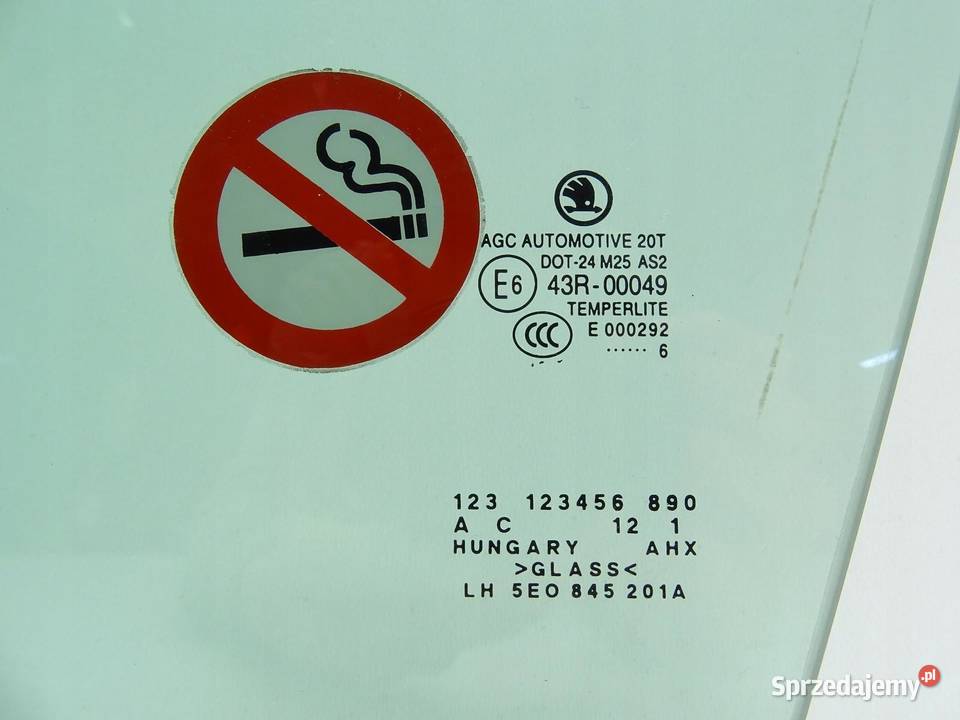 AGC AUTOMOTIVE 20T
DOT-24 M25 AS2
E6 43R-00049
TEMPERLITE
CCC E 000292
...... 6
123 123456 890
A C 12 1
HUNGARY AHX
>GLASS<
LH 5E0 845 201A
Sprzedajemy.pl